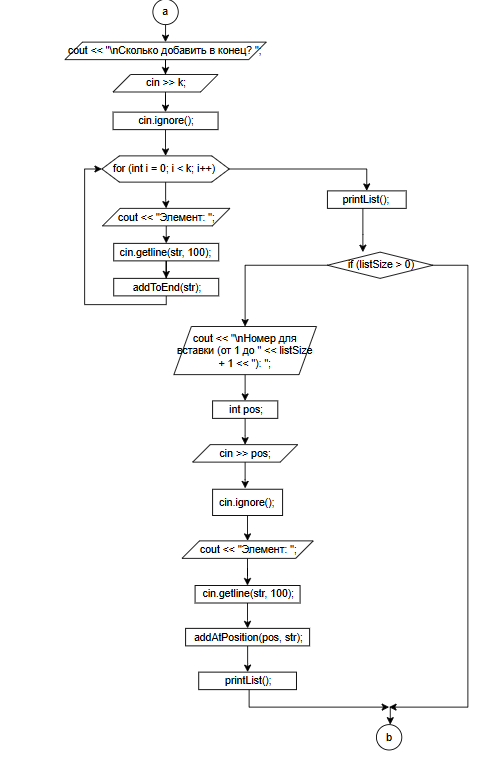 a
cout << "\nСколько добавить в конец? ";
cin >> k;
cin.ignore();
for (int i = 0; i < k; i++)
cout << "Элемент: ";
cin.getline(str, 100);
addToEnd(str);
printList();
if (listSize > 0)
cout << "\nНомер для
вставки (от 1 до " << listSize
+ 1 << "): ";
int pos;
cin >> pos;
cin.ignore();
cout << "Элемент: ";
cin.getline(str, 100);
addAtPosition(pos, str);
printList();
b